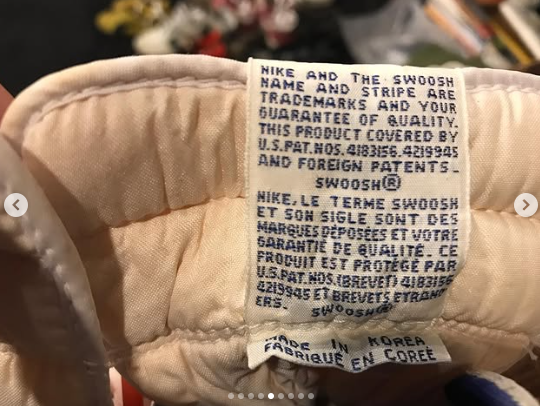 NIKE AND THE SWOOSH
NAME AND STRIPE ARE
TRADEMARKS AND YOUR
GUARANTEE OF QUALITY.
THIS PRODUCT COVERED BY
U.S.PAT.NOS.4183156.4219945
AND FOREIGN PATENTS.
SWOOSH®
NIKE, LE TERME SWOOSH
ET SON SIGLE SONT DES
MARQUES DÉPOSÉES ET VOTRE
GARANTIE DE QUALITÉ. CE
PRODUIT EST PROTÉGÉ PAR
U.S.PAT.NOS.(BREVET) 4183156
4219945 ET BREVETS ETRANG
ERS. SWOOSH®
MADE IN KOREA
FABRIQUÉ EN CORÉE